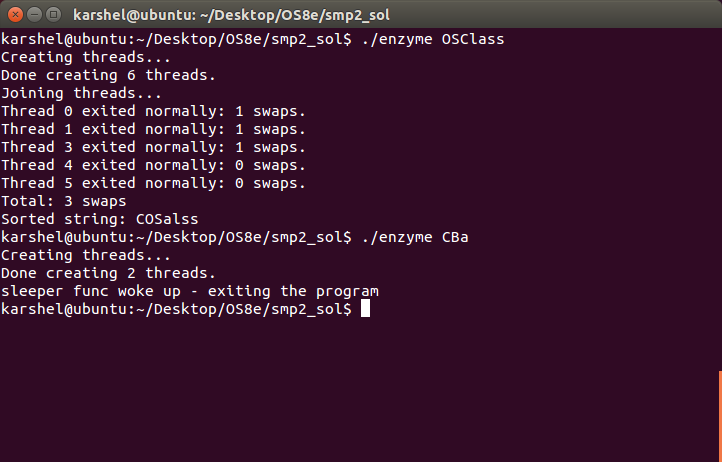 karshel@ubuntu: ~/Desktop/OS8e/smp2_sol
karshel@ubuntu:~/Desktop/OS8e/smp2_sol$ ./enzyme OSClass
Creating threads...
Done creating 6 threads.
Joining threads...
Thread 0 exited normally: 1 swaps.
Thread 1 exited normally: 1 swaps.
Thread 3 exited normally: 1 swaps.
Thread 4 exited normally: 0 swaps.
Thread 5 exited normally: 0 swaps.
Total: 3 swaps
Sorted string: COSalss
karshel@ubuntu:~/Desktop/OS8e/smp2_sol$ ./enzyme CBa
Creating threads...
Done creating 2 threads.
sleeper func woke up - exiting the program
karshel@ubuntu:~/Desktop/OS8e/smp2_sol$